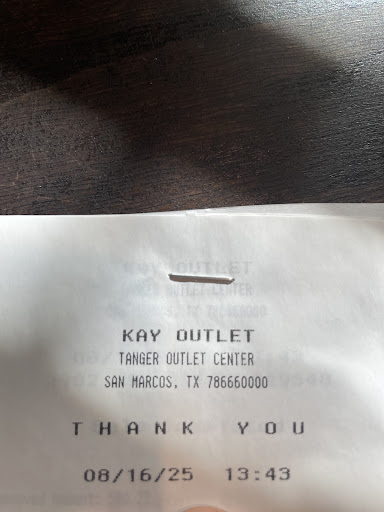 KAY OUTLET
TANGER OUTLET CENTER
SAN MARCOS, TX 786660000
THANK YOU
08/16/25 13:43